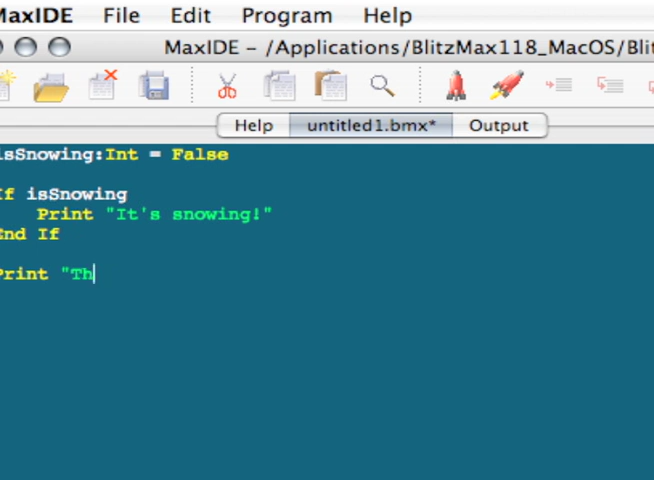 MaxIDE File Edit Program Help
MaxIDE – /Applications/BlitzMax118_MacOS/Blit
Help untitled1.bmx* Output
isSnowing:Int = False
If isSnowing
Print "It's snowing!"
End If
Print "Th